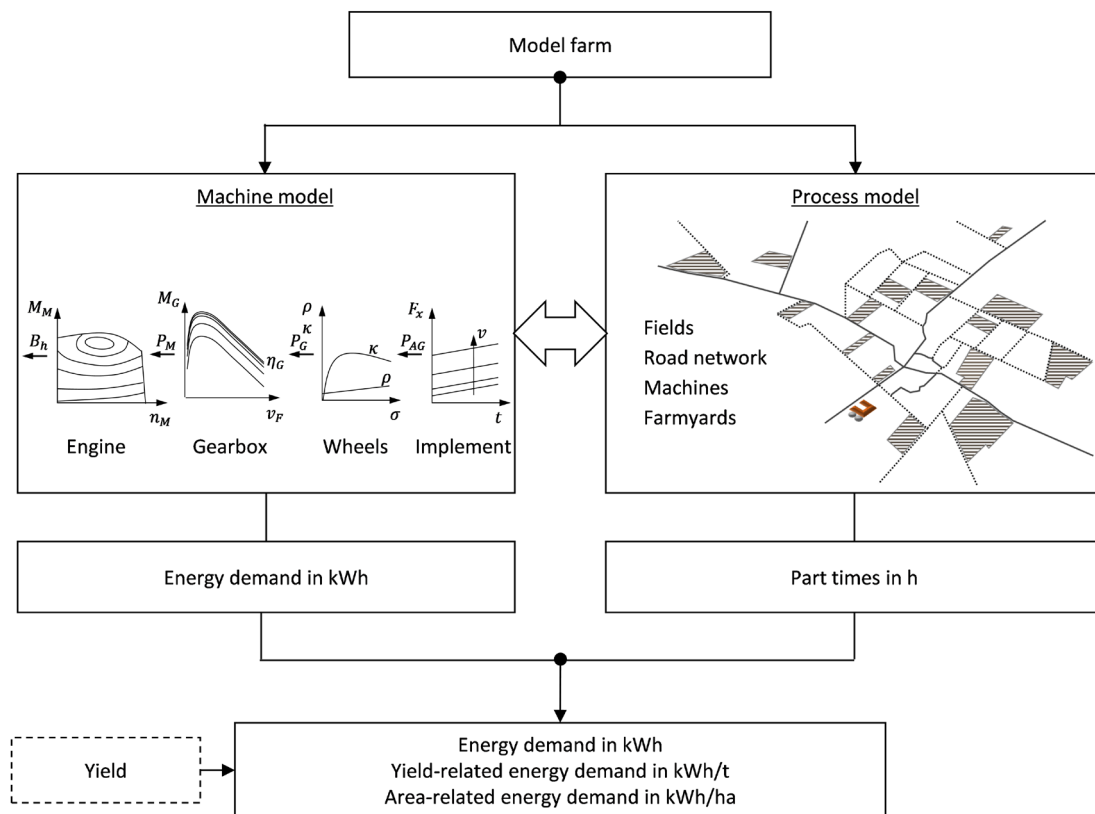 Model farm
Machine model
M_M
B_h
n_M
Engine
M_G
P_M
η_G
v_F
Gearbox
ρ
κ
P_G
κ
ρ
σ
Wheels
F_x
P_AG
v
t
Implement
Process model
Fields
Road network
Machines
Farmyards
Energy demand in kWh
Part times in h
Yield
Energy demand in kWh
Yield-related energy demand in kWh/t
Area-related energy demand in kWh/ha